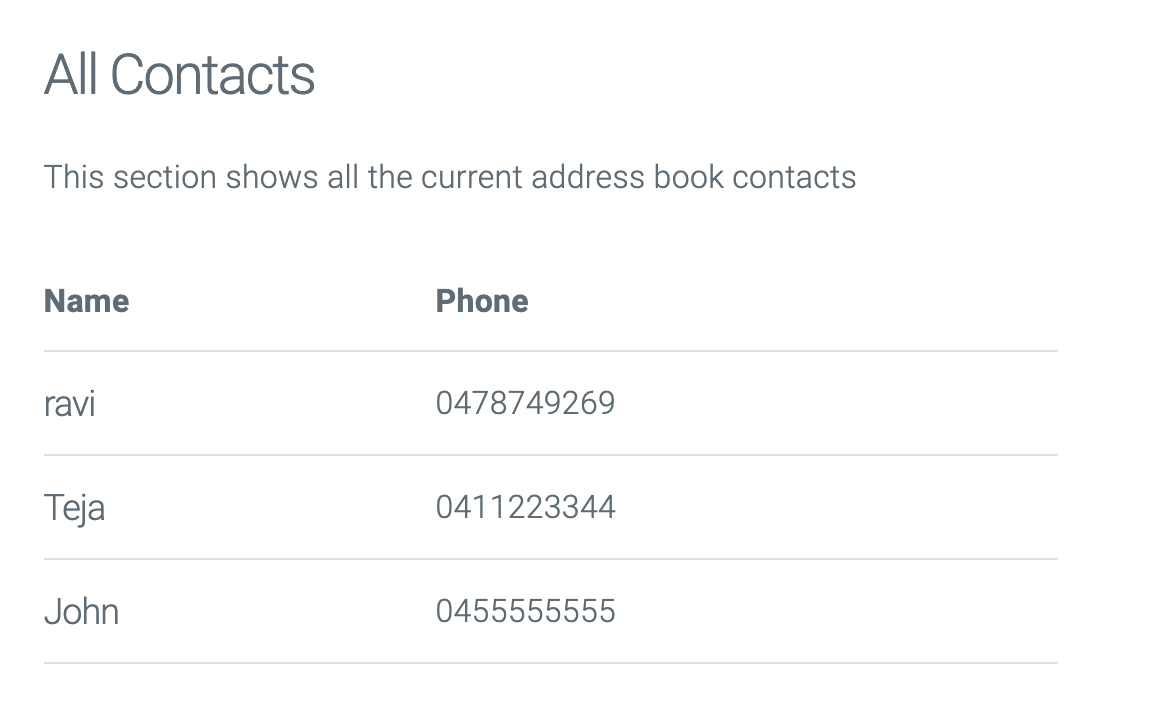 All Contacts
This section shows all the current address book contacts
Name Phone
ravi 0478749269
Teja 0411223344
John 0455555555